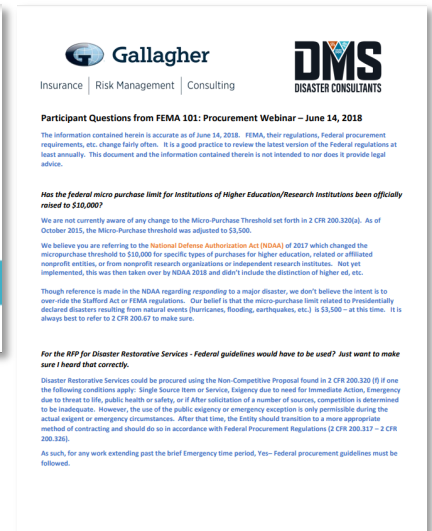 Gallagher
Insurance | Risk Management | Consulting
DMS
DISASTER CONSULTANTS
Participant Questions from FEMA 101: Procurement Webinar – June 14, 2018
The information contained herein is accurate as of June 14, 2018. FEMA, their regulations, Federal procurement
requirements, etc. change fairly often. It is a good practice to review the latest version of the Federal regulations at
least annually. This document and the information contained therein is not intended to nor does it provide legal
advice.
Has the federal micro purchase limit for Institutions of Higher Education/Research Institutions been officially
raised to $10,000?
We are not currently aware of any change to the Micro-Purchase Threshold set forth in 2 CFR 200.320(a). As of
October 2015, the Micro-Purchase threshold was adjusted to $3,500.
We believe you are referring to the National Defense Authorization Act (NDAA) of 2017 which changed the
micropurchase threshold to $10,000 for specific types of purchases for higher education, related or affiliated
nonprofit entities, or from nonprofit research organizations or independent research institutes. Not yet
implemented, this was then taken over by NDAA 2018 and didn't include the distinction of higher ed, etc.
Though reference is made in the NDAA regarding responding to a major disaster, we don't believe the intent is to
over-ride the Stafford Act or FEMA regulations. Our belief is that the micro-purchase limit related to Presidentially
declared disasters resulting from natural events (hurricanes, flooding, earthquakes, etc.) is $3,500 – at this time. It is
always best to refer to 2 CFR 200.67 to make sure.
For the RFP for Disaster Restorative Services - Federal guidelines would have to be used? Just want to make
sure I heard that correctly.
Disaster Restorative Services could be procured using the Non-Competitive Proposal found in 2 CFR 200.320 (f) if one
the following conditions apply: Single Source Item or Service, Exigency due to need for Immediate Action, Emergency
due to threat to life, public health or safety, or if After solicitation of a number of sources, competition is determined
to be inadequate. However, the use of the public exigency or emergency exception is only permissible during the
actual exigent or emergency circumstances. After that time, the Entity should transition to a more appropriate
method of contracting and should do so in accordance with Federal Procurement Regulations (2 CFR 200.317 – 2 CFR
200.326).
As such, for any work extending past the brief Emergency time period, Yes– Federal procurement guidelines must be
followed.